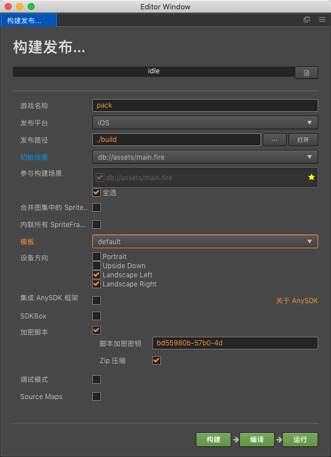 Editor Window
构建发布...
构建发布...
idle
游戏名称 pack
发布平台 iOS
发布路径 ./build ... 打开
初始场景 db://assets/main.fire
参与构建场景 db://assets/main.fire
全选
合并图集中的 Sprite..
内联所有 SpriteFra...
模板 default
设备方向 Portrait
Upside Down
Landscape Left
Landscape Right
集成 AnySDK 框架 关于 AnySDK
SDKBox
加密脚本
脚本加密密钥 bd55980b-57b0-4d
Zip 压缩
调试模式
Source Maps
构建 编译 运行